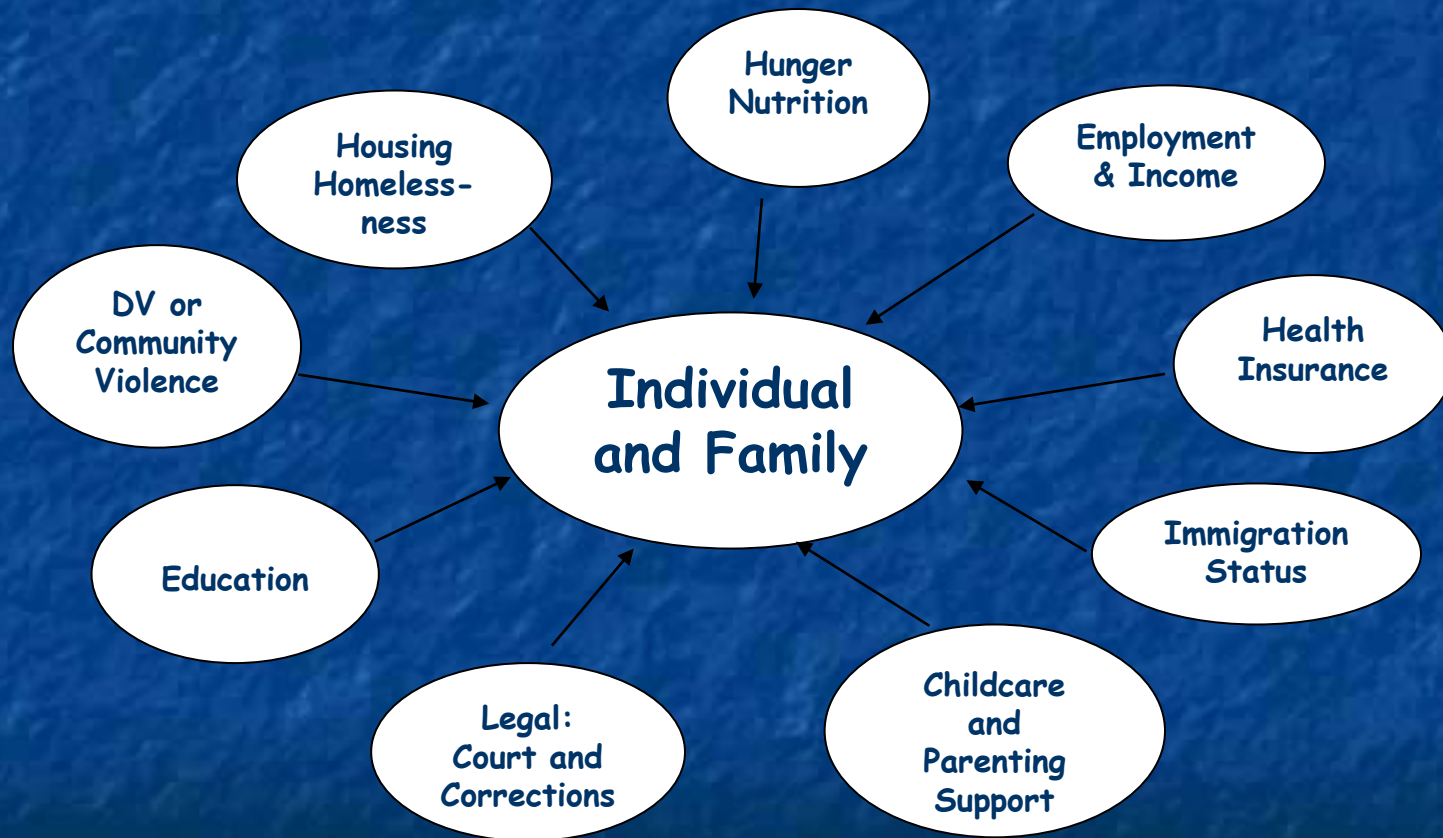 Hunger
Nutrition
Employment
& Income
Housing
Homeless-
ness
DV or
Community
Violence
Health
Insurance
Individual
and Family
Immigration
Status
Education
Childcare
and
Parenting
Support
Legal:
Court and
Corrections